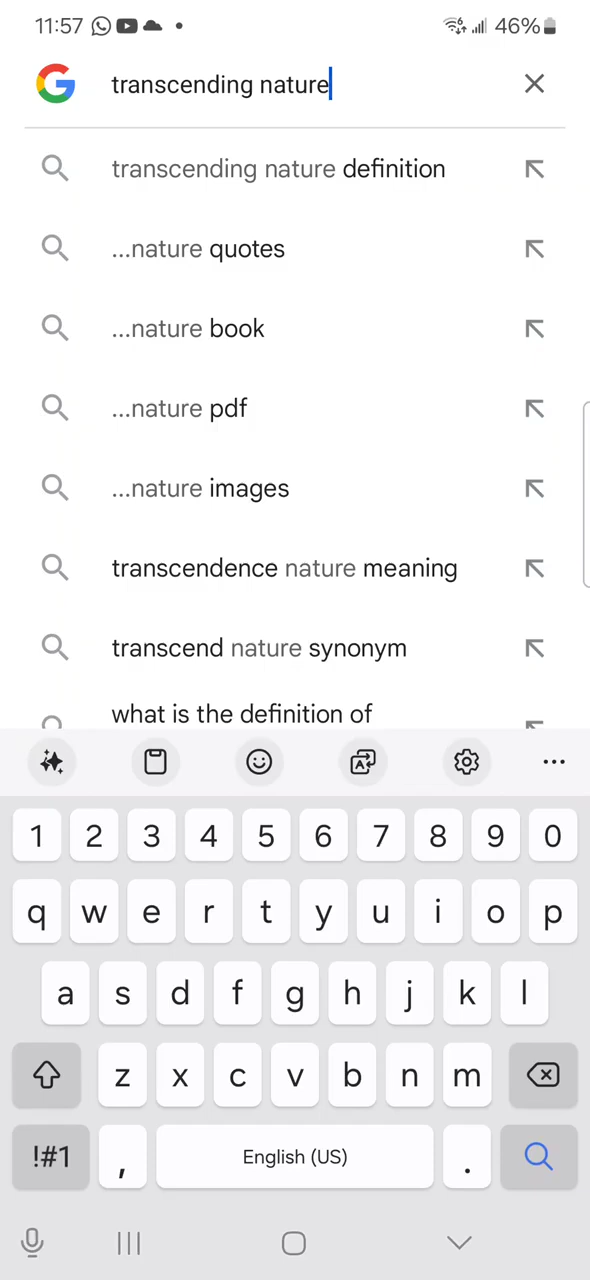 11:57 46%
transcending nature
transcending nature definition
...nature quotes
...nature book
...nature pdf
...nature images
transcendence nature meaning
transcend nature synonym
what is the definition of
1 2 3 4 5 6 7 8 9 0
q w e r t y u i o p
a s d f g h j k l
z x c v b n m
!#1 , English (US) .